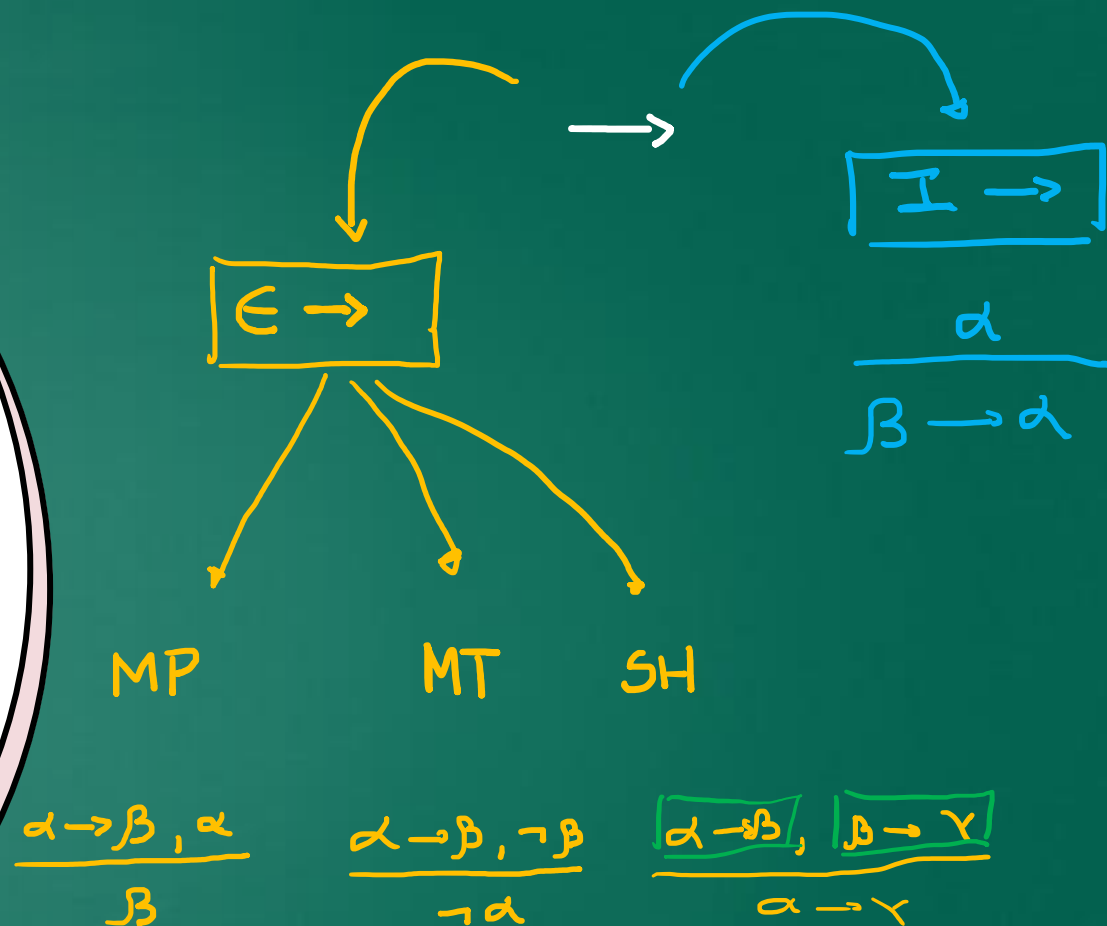 →
I →
∈ →
α
β → α
MP MT SH
α → β, α
β
α → β, ¬β
¬α
α → β, β → γ
α → γ